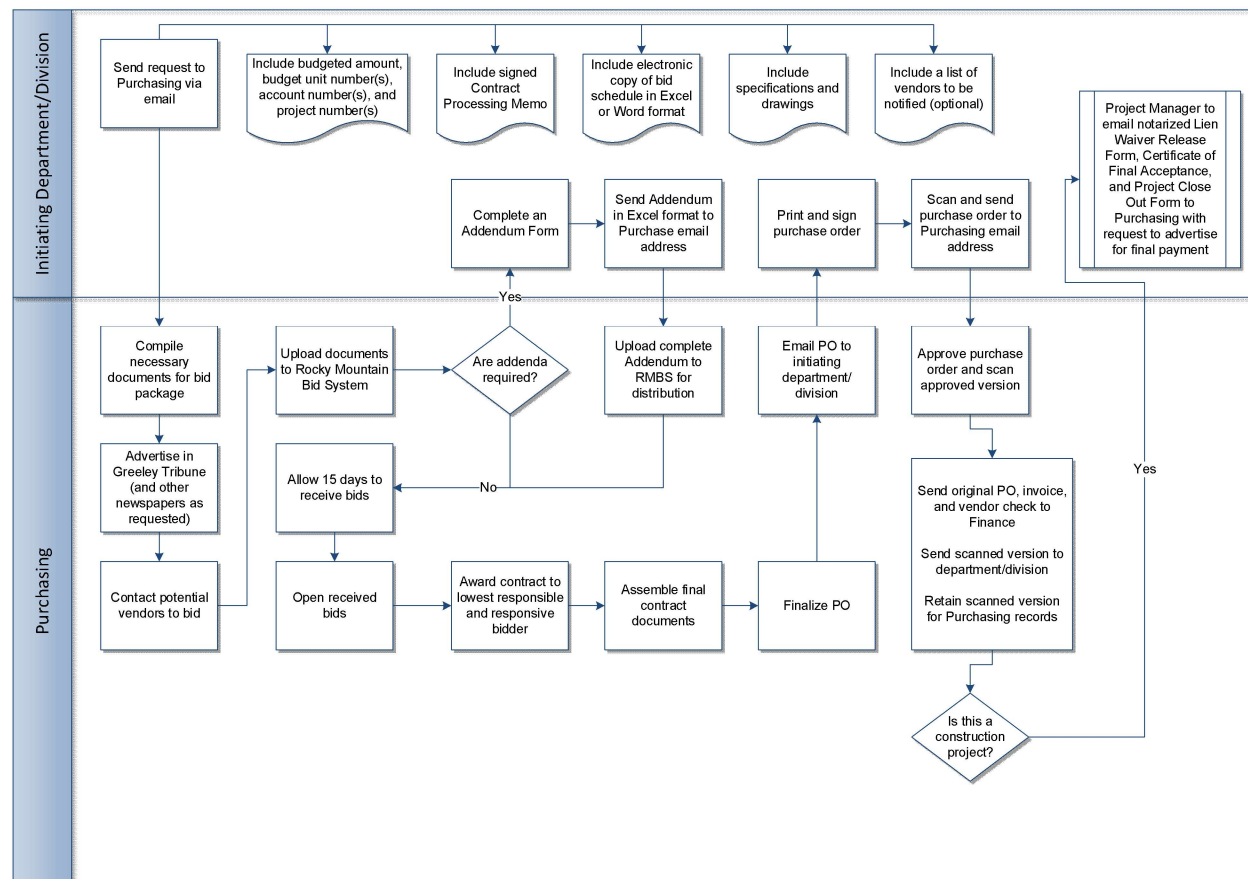 Initiating Department/Division
Send request to
Purchasing via
email
Include budgeted amount,
budget unit number(s),
account number(s), and
project number(s)
Include signed
Contract
Processing Memo
Include electronic
copy of bid
schedule in Excel
or Word format
Include
specifications and
drawings
Include a list of
vendors to be
notified (optional)
Project Manager to
email notarized Lien
Waiver Release
Form, Certificate of
Final Acceptance,
and Project Close
Out Form to
Purchasing with
request to advertise
for final payment
Complete an
Addendum Form
Send Addendum
in Excel format to
Purchase email
address
Print and sign
purchase order
Scan and send
purchase order to
Purchasing email
address
Yes
Purchasing
Compile
necessary
documents for bid
package
Upload documents
to Rocky Mountain
Bid System
Are addenda
required?
Upload complete
Addendum to
RMBS for
distribution
Email PO to
initiating
department/
division
Approve purchase
order and scan
approved version
Advertise in
Greeley Tribune
(and other
newspapers as
requested)
Allow 15 days to
receive bids
No
Send original PO, invoice,
and vendor check to
Finance
Send scanned version to
department/division
Retain scanned version
for Purchasing records
Yes
Contact potential
vendors to bid
Open received
bids
Award contract to
lowest responsible
and responsive
bidder
Assemble final
contract
documents
Finalize PO
Is this a
construction
project?